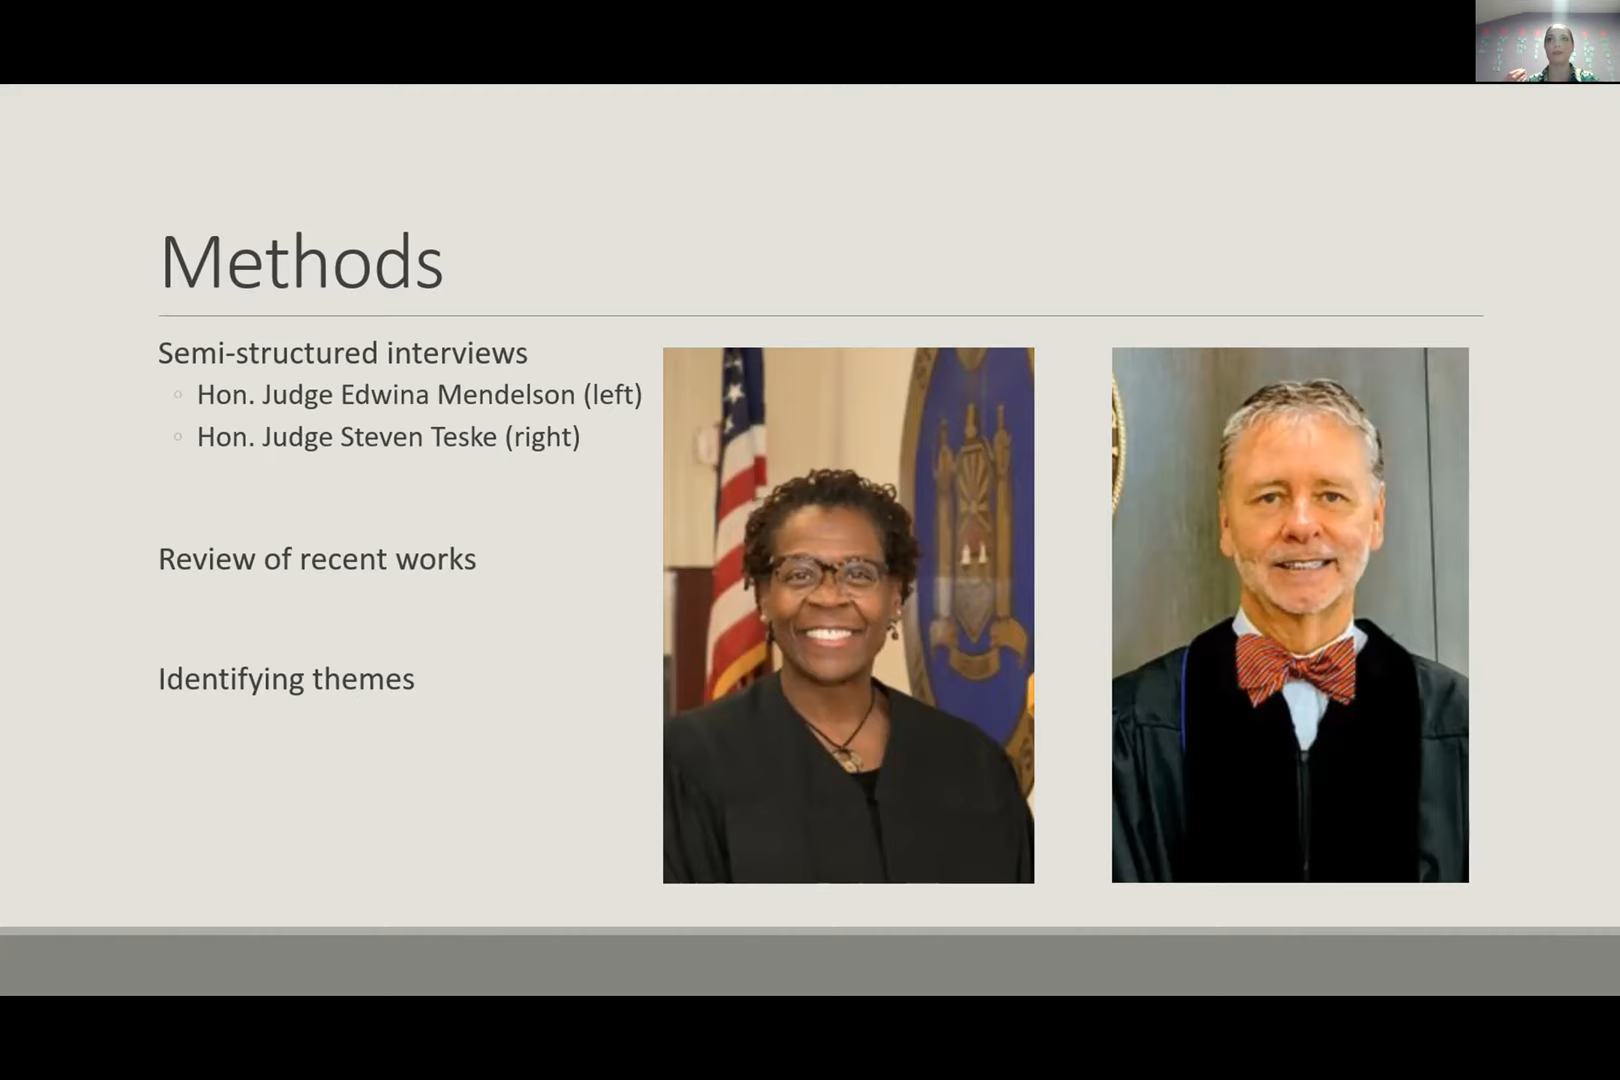 Methods
Semi-structured interviews
Hon. Judge Edwina Mendelson (left)
Hon. Judge Steven Teske (right)
Review of recent works
Identifying themes